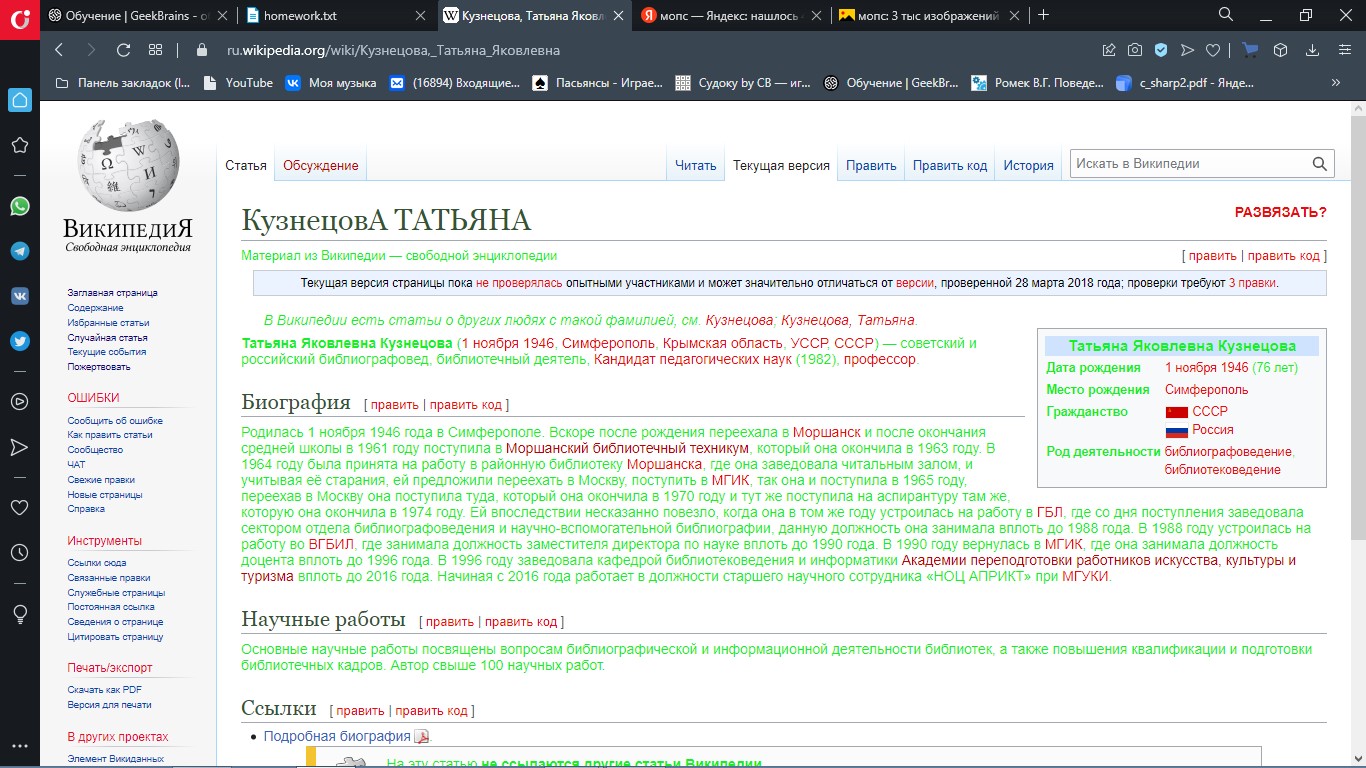 Обучение | GeekBrains - о
homework.txt
Кузнецова, Татьяна Яковл
мопс — Яндекс: нашлось
мопс: 3 тыс изображений
ru.wikipedia.org/wiki/Кузнецова,_Татьяна_Яковлевна
Панель закладок (I...
YouTube
Моя музыка
(16894) Входящие...
Пасьянсы - Играе...
Судоку by CB — иг...
Обучение | GeekBr...
Ромек В.Г. Поведе...
c_sharp2.pdf - Янде...
»
ВикипедиЯ
Свободная энциклопедия
Заглавная страница
Содержание
Избранные статьи
Случайная статья
Текущие события
Пожертвовать
ОШИБКИ
Сообщить об ошибке
Как править статьи
Сообщество
ЧАТ
Свежие правки
Новые страницы
Справка
Инструменты
Ссылки сюда
Связанные правки
Служебные страницы
Постоянная ссылка
Сведения о странице
Цитировать страницу
Печать/экспорт
Скачать как PDF
Версия для печати
В других проектах
Элемент Викиданных
Статья
Обсуждение
Читать
Текущая версия
Править
Править код
История
Искать в Википедии
КузнецовА ТАТЬЯНА
РАЗВЯЗАТЬ?
Материал из Википедии — свободной энциклопедии
[ править | править код ]
Текущая версия страницы пока не проверялась опытными участниками и может значительно отличаться от версии, проверенной 28 марта 2018 года; проверки требуют 3 правки.
В Википедии есть статьи о других людях с такой фамилией, см. Кузнецова; Кузнецова, Татьяна.
Татьяна Яковлевна Кузнецова (1 ноября 1946, Симферополь, Крымская область, УССР, СССР) — советский и
российский библиографовед, библиотечный деятель, Кандидат педагогических наук (1982), профессор.
Татьяна Яковлевна Кузнецова
Дата рождения 1 ноября 1946 (76 лет)
Место рождения Симферополь
Гражданство СССР
Россия
Род деятельности библиографоведение,
библиотековедение
Биография [ править | править код ]
Родилась 1 ноября 1946 года в Симферополе. Вскоре после рождения переехала в Моршанск и после окончания
средней школы в 1961 году поступила в Моршанский библиотечный техникум, который она окончила в 1963 году. В
1964 году была принята на работу в районную библиотеку Моршанска, где она заведовала читальным залом, и
учитывая её старания, ей предложили переехать в Москву, поступить в МГИК, так она и поступила в 1965 году,
переехав в Москву она поступила туда, который она окончила в 1970 году и тут же поступила на аспирантуру там же,
которую она окончила в 1974 году. Ей впоследствии несказанно повезло, когда она в том же году устроилась на работу в ГБЛ, где со дня поступления заведовала
сектором отдела библиографоведения и научно-вспомогательной библиографии, данную должность она занимала вплоть до 1988 года. В 1988 году устроилась на
работу во ВГБИЛ, где занимала должность заместителя директора по науке вплоть до 1990 года. В 1990 году вернулась в МГИК, где она занимала должность
доцента вплоть до 1996 года. В 1996 году заведовала кафедрой библиотековедения и информатики Академии переподготовки работников искусства, культуры и
туризма вплоть до 2016 года. Начиная с 2016 года работает в должности старшего научного сотрудника «НОЦ АПРИКТ» при МГУКИ.
Научные работы [ править | править код ]
Основные научные работы посвящены вопросам библиографической и информационной деятельности библиотек, а также повышения квалификации и подготовки
библиотечных кадров. Автор свыше 100 научных работ.
Ссылки [ править | править код ]
Подробная биография
На эту статью не ссылаются другие статьи Википедии.